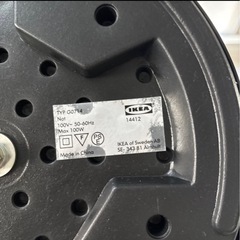 TYP G0714
Not
100V~ 50-60Hz
Max 100W
Made in China
IKEA
14412
IKEA of Sweden AB
SE- 343 81 Älmhult